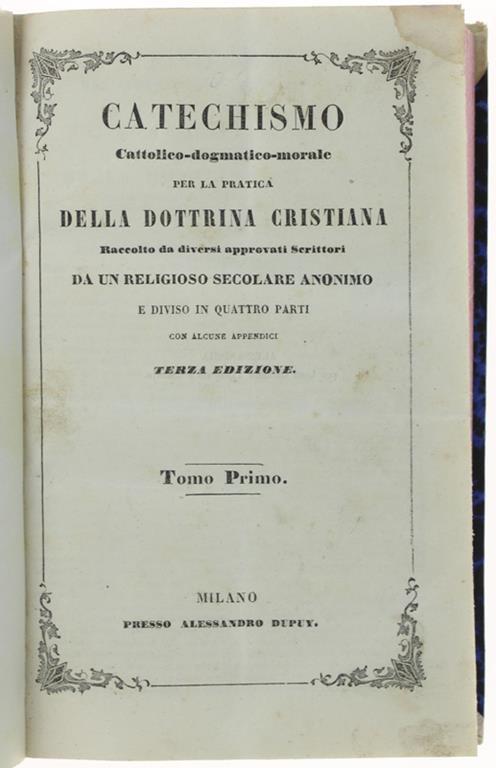 CATECHISMO
Cattolico-dogmatico-morale
PER LA PRATICA
DELLA DOTTRINA CRISTIANA
Raccolto da diversi approvati Scrittori
DA UN RELIGIOSO SECOLARE ANONIMO
E DIVISO IN QUATTRO PARTI
CON ALCUNE APPENDICI
TERZA EDIZIONE.
Tomo Primo.
MILANO
PRESSO ALESSANDRO DUPUY.